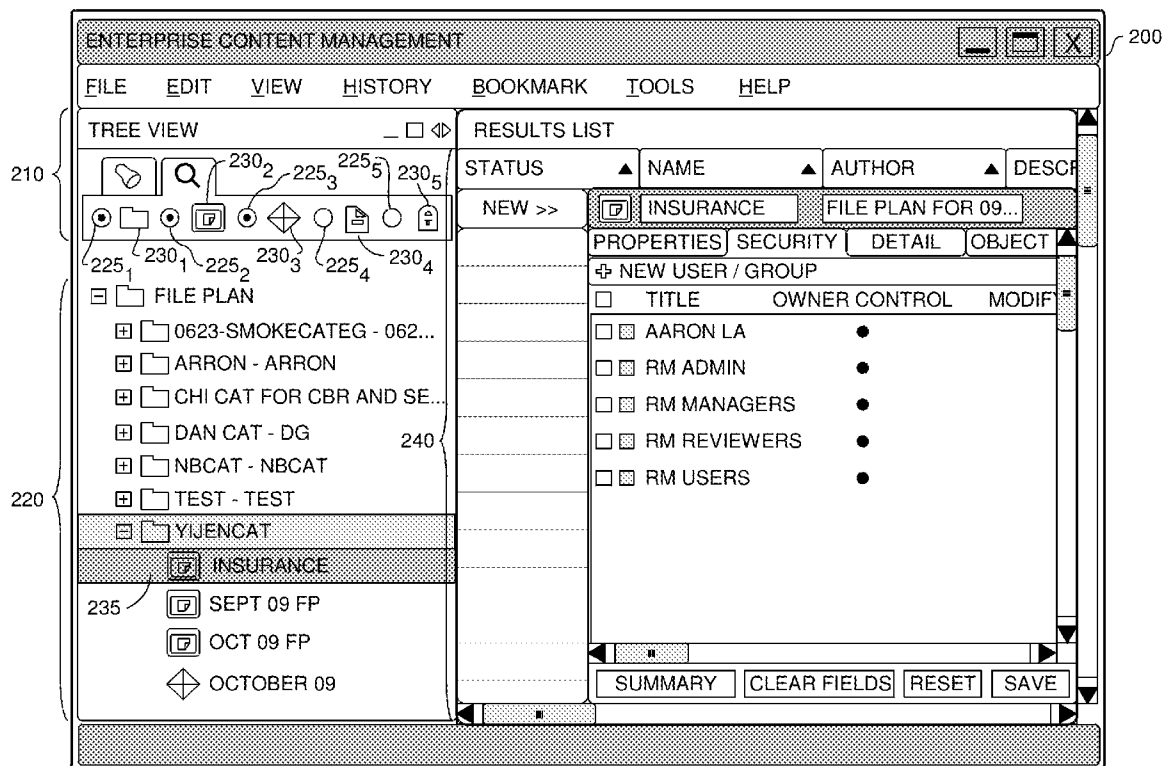 ENTERPRISE CONTENT MANAGEMENT
X
200
FILE EDIT VIEW HISTORY BOOKMARK TOOLS HELP
TREE VIEW
210
230₂ 225₃ 225₅ 230₅
225₁ 230₁ 225₂ 230₃ 225₄ 230₄
220
FILE PLAN
0623-SMOKECATEG - 062...
ARRON - ARRON
CHI CAT FOR CBR AND SE...
DAN CAT - DG
NBCAT - NBCAT
TEST - TEST
YIJENCAT
INSURANCE
235
SEPT 09 FP
OCT 09 FP
OCTOBER 09
240
RESULTS LIST
STATUS NAME AUTHOR DESCR
NEW >> INSURANCE FILE PLAN FOR 09...
PROPERTIES SECURITY DETAIL OBJECT
NEW USER / GROUP
TITLE OWNER CONTROL MODIFY
AARON LA
RM ADMIN
RM MANAGERS
RM REVIEWERS
RM USERS
SUMMARY CLEAR FIELDS RESET SAVE